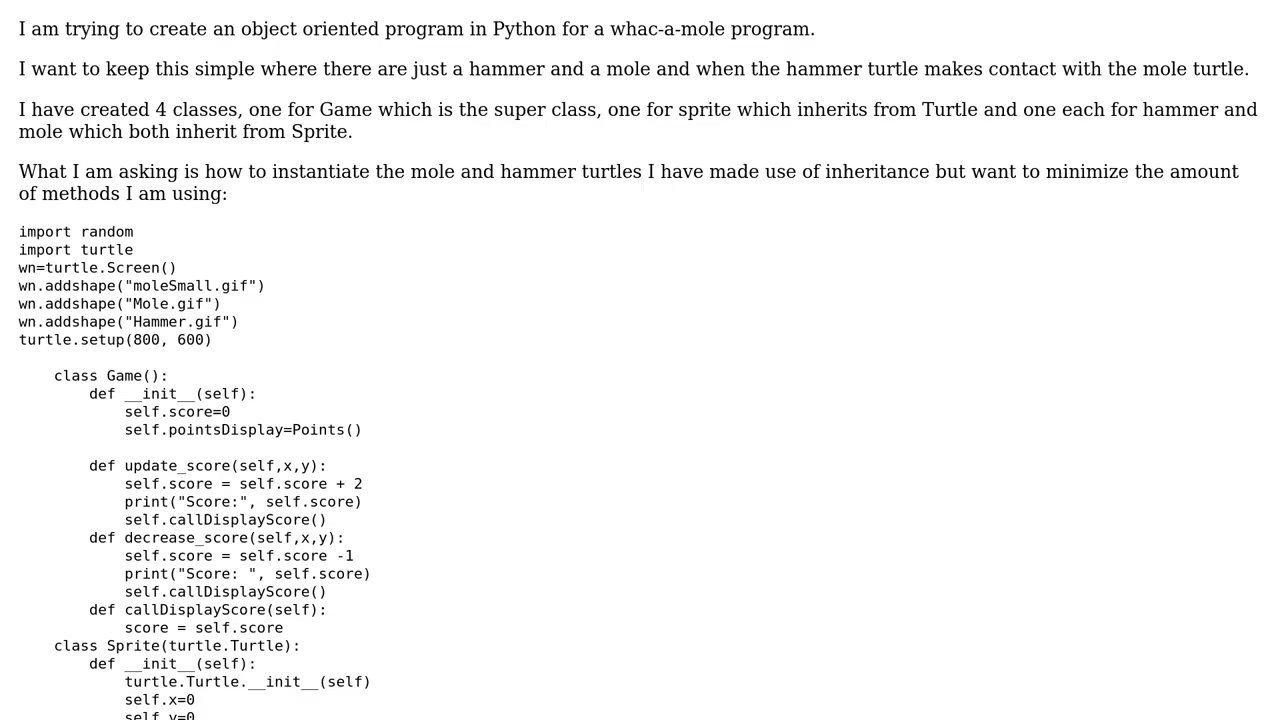 I am trying to create an object oriented program in Python for a whac-a-mole program.
I want to keep this simple where there are just a hammer and a mole and when the hammer turtle makes contact with the mole turtle.
I have created 4 classes, one for Game which is the super class, one for sprite which inherits from Turtle and one each for hammer and
mole which both inherit from Sprite.
What I am asking is how to instantiate the mole and hammer turtles I have made use of inheritance but want to minimize the amount
of methods I am using:
import random
import turtle
wn=turtle.Screen()
wn.addshape("moleSmall.gif")
wn.addshape("Mole.gif")
wn.addshape("Hammer.gif")
turtle.setup(800, 600)
    class Game():
        def __init__(self):
            self.score=0
            self.pointsDisplay=Points()
        def update_score(self,x,y):
            self.score = self.score + 2
            print("Score:", self.score)
            self.callDisplayScore()
        def decrease_score(self,x,y):
            self.score = self.score -1
            print("Score: ", self.score)
            self.callDisplayScore()
        def callDisplayScore(self):
            score = self.score
    class Sprite(turtle.Turtle):
        def __init__(self):
            turtle.Turtle.__init__(self)
            self.x=0
            self.y=0